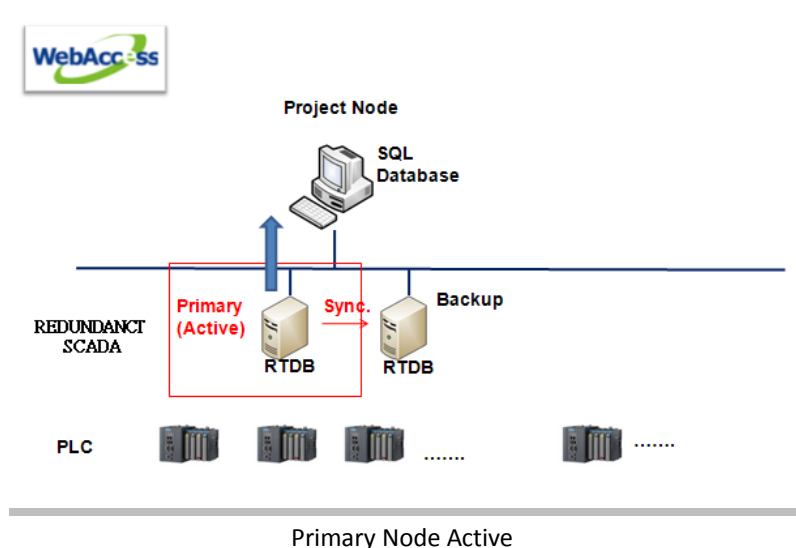 WebAccess
Project Node
SQL
Database
Primary
(Active)
Sync.
Backup
REDUNDANCT
SCADA
RTDB
RTDB
PLC
.......
.......
Primary Node Active